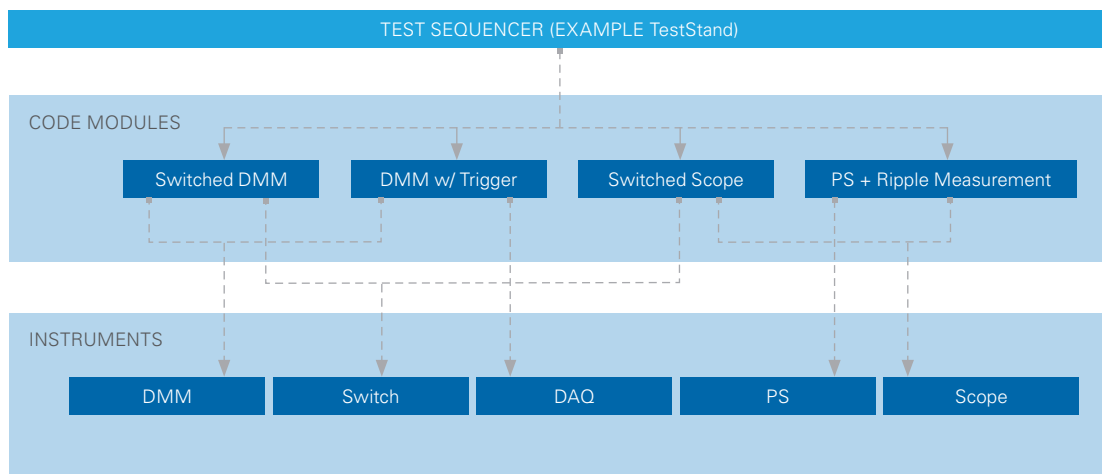 TEST SEQUENCER (EXAMPLE TestStand)
CODE MODULES
Switched DMM
DMM w/ Trigger
Switched Scope
PS + Ripple Measurement
INSTRUMENTS
DMM
Switch
DAQ
PS
Scope